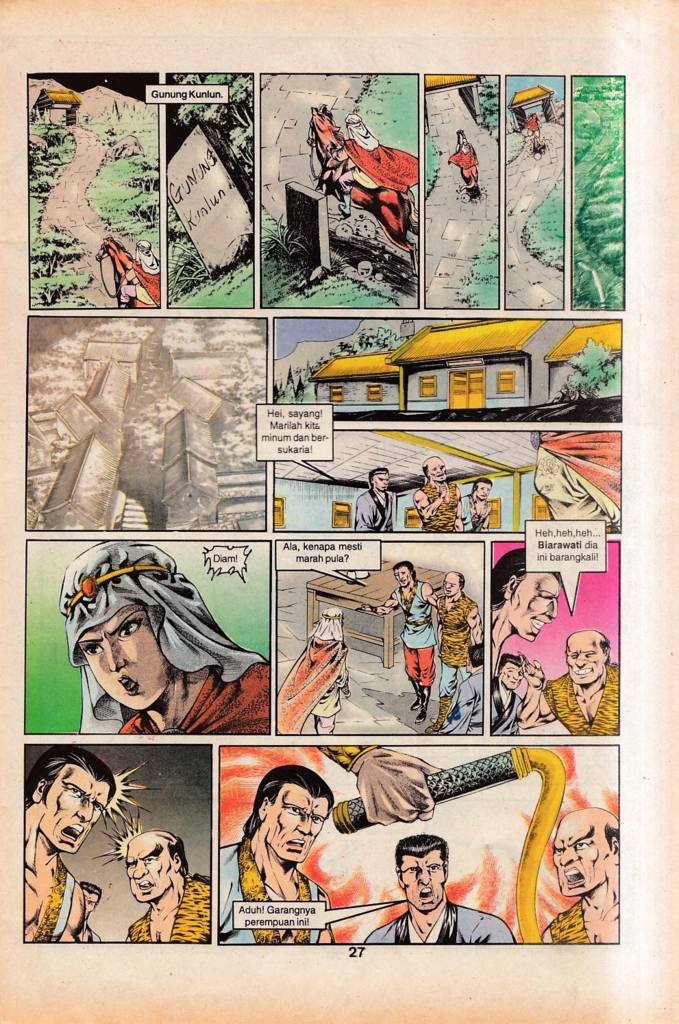 Gunung Kunlun.
GUNUNG
Kunlun
Hei, sayang!
Marilah kita
minum dan ber-
sukaria!
Heh,heh,heh...
Biarawati dia
ini barangkali!
Diam!
Ala, kenapa mesti
marah pula?
Aduh! Garangnya
perempuan ini!
27